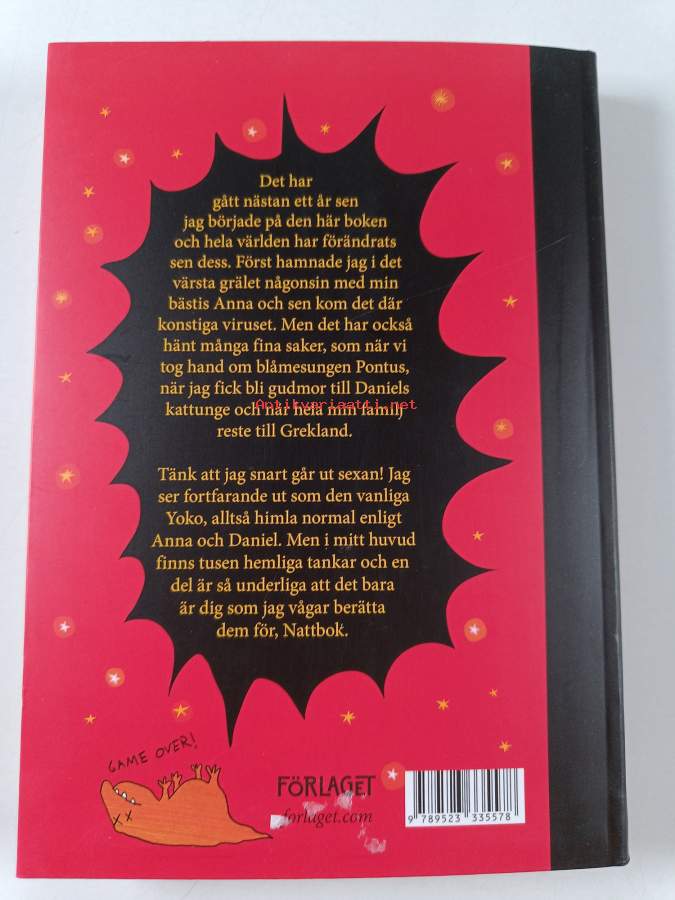 Det har
gått nästan ett år sen
jag började på den här boken
och hela världen har förändrats
sen dess. Först hamnade jag i det
värsta grälet någonsin med min
bästis Anna och sen kom det där
konstiga viruset. Men det har också
hänt många fina saker, som när vi
tog hand om blåmesungen Pontus,
när jag fick bli gudmor till Daniels
kattunge och när hela min familj
Antikvariaatti.net
reste till Grekland.
Tänk att jag snart går ut sexan! Jag
ser fortfarande ut som den vanliga
Yoko, alltså himla normal enligt
Anna och Daniel. Men i mitt huvud
finns tusen hemliga tankar och en
del är så underliga att det bara
är dig som jag vågar berätta
dem för, Nattbok.
GAME OVER!
FÖRLAGET
forlaget.com
9 789523 335578